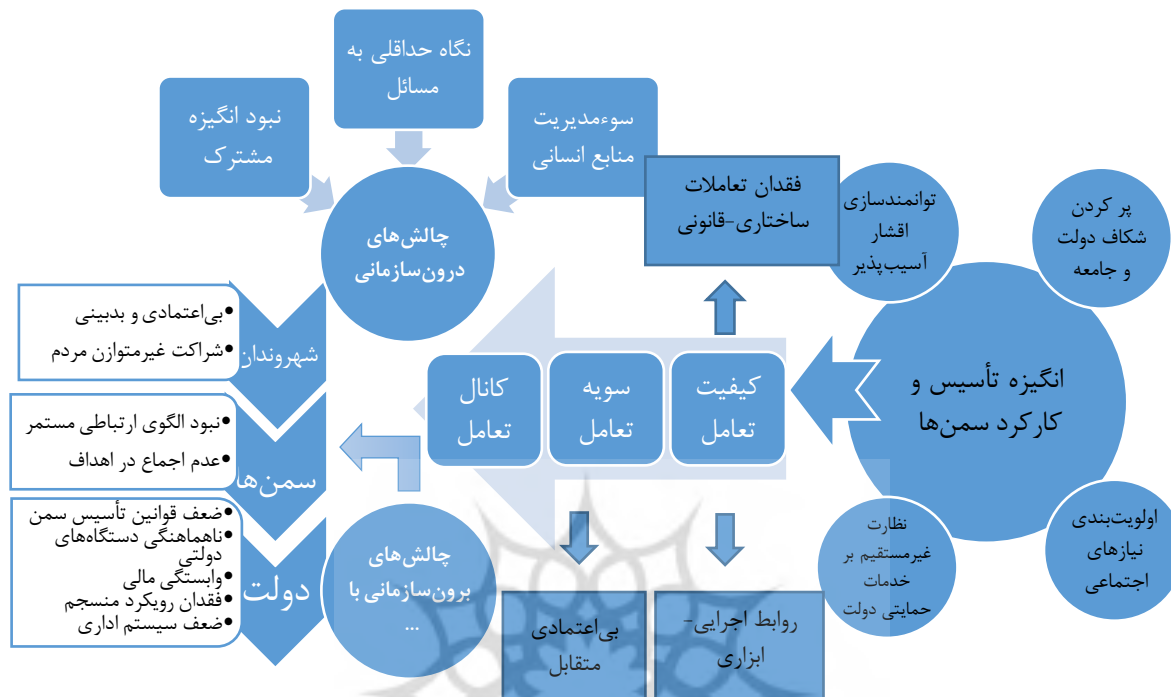 نگاه حداقلی به
مسائل
سوءمدیریت
منابع انسانی
نبود انگیزه
مشترک
چالش‌های
درون‌سازمانی
فقدان تعاملات
ساختاری-قانونی
توانمندسازی
اقشار
آسیب‌پذیر
پر کردن
شکاف دولت
و جامعه
انگیزه تأسیس و
کارکرد سمن‌ها
اولویت‌بندی
نیازهای
اجتماعی
نظارت
غیرمستقیم بر
خدمات
حمایتی دولت
کیفیت
تعامل
سویه
تعامل
کانال
تعامل
روابط اجرایی-
ابزاری
بی‌اعتمادی
متقابل
چالش‌های
برون‌سازمانی با
...
شهروندان
•بی‌اعتمادی و بدبینی
•شراکت غیرمتوازن مردم
سمن‌ها
•نبود الگوی ارتباطی مستمر
•عدم اجماع در اهداف
دولت
•ضعف قوانین تأسیس سمن
•ناهماهنگی دستگاه‌های
دولتی
•وابستگی مالی
•فقدان رویکرد منسجم
•ضعف سیستم اداری